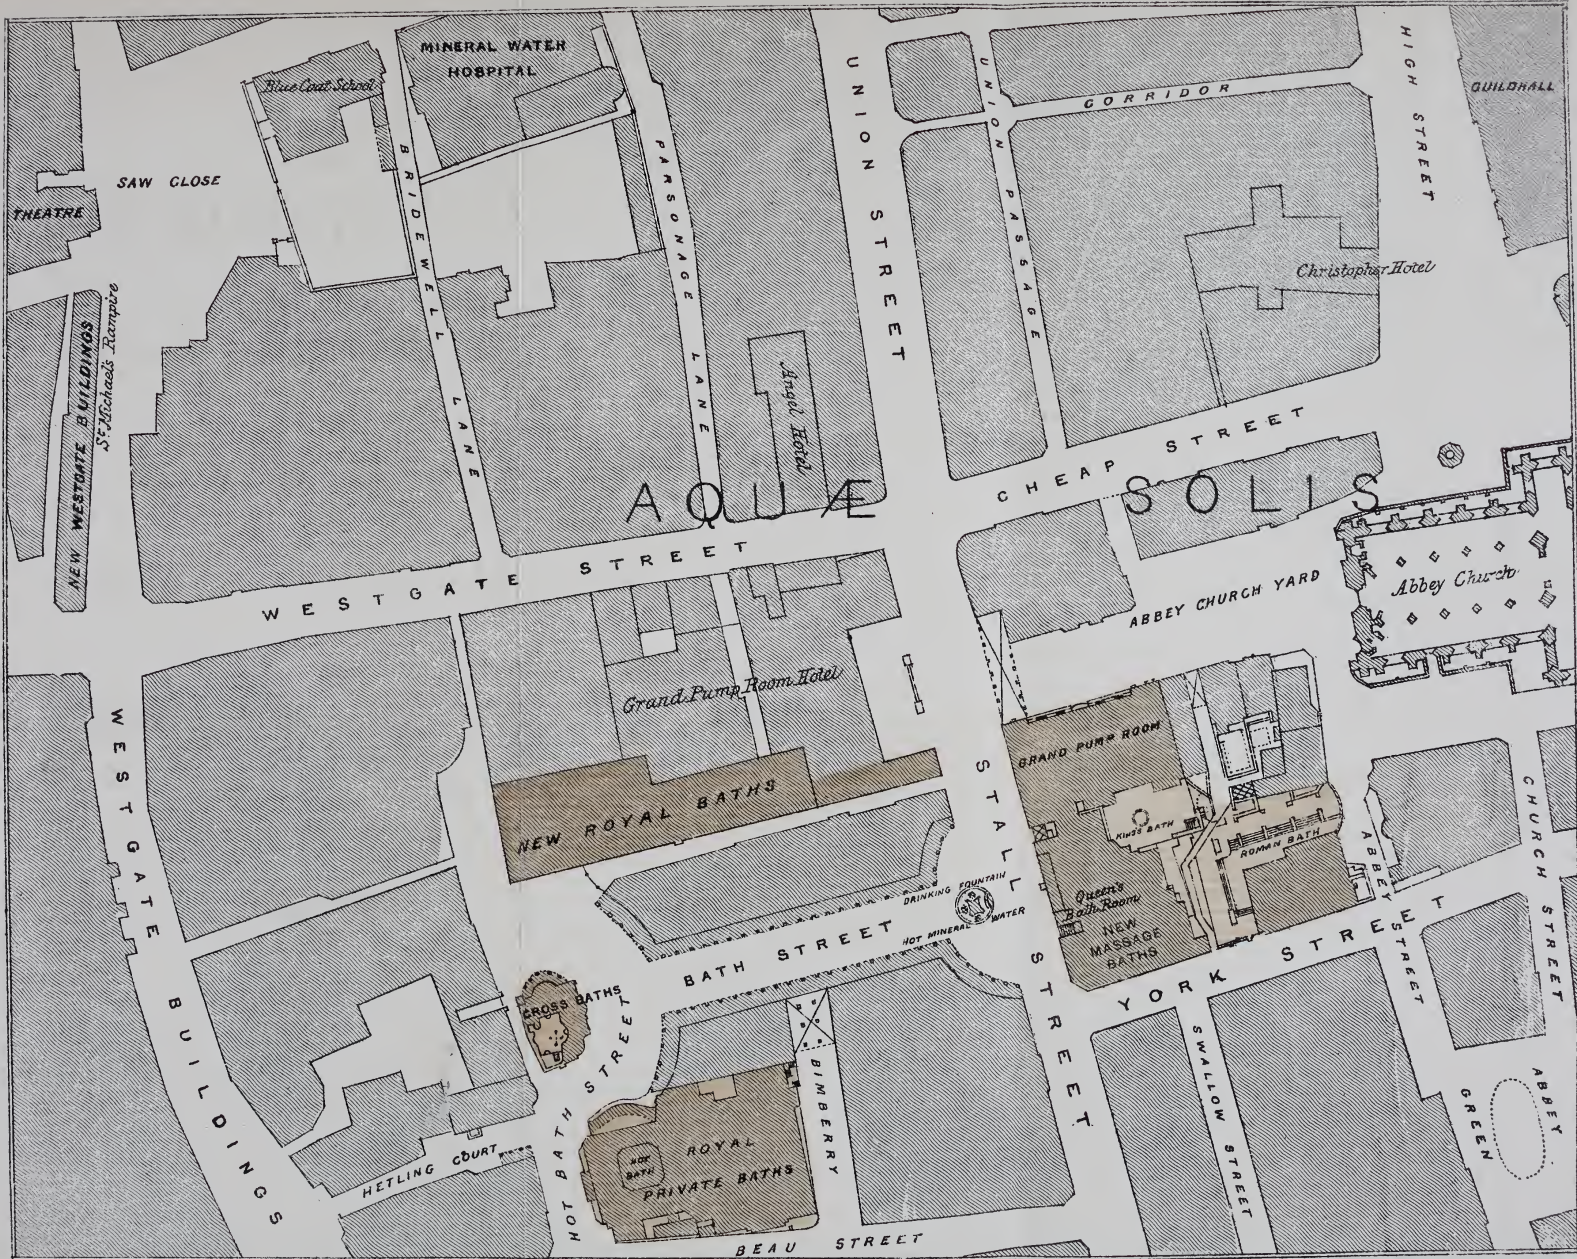 MINERAL WATER
HOSPITAL
Blue Coat School
UNION STREET
UNION PASSAGE
CORRIDOR
HIGH STREET
GUILDHALL
SAW CLOSE
THEATRE
BRIDEWELL LANE
PARSONAGE LANE
Christopher Hotel
NEW WESTGATE BUILDINGS
St. Michael's Rampire
Angel Hotel
CHEAP STREET
AQUÆ SOLIS
WESTGATE STREET
ABBEY CHURCH YARD
Abbey Church
Grand Pump Room Hotel
WESTGATE BUILDINGS
STALL STREET
GRAND PUMP ROOM
NEW ROYAL BATHS
KINGS BATH
ROMAN BATH
ABBEY STREET
CHURCH STREET
Queen's
Bath Room
NEW
MASSAGE
BATHS
DRINKING FOUNTAIN
HOT MINERAL WATER
BATH STREET
YORK STREET
CROSS BATHS
HOT BATH STREET
BIMBERRY
SWALLOW STREET
ABBEY
GREEN
HETLING COURT
HOT
BATH
ROYAL
PRIVATE BATHS
BEAU STREET